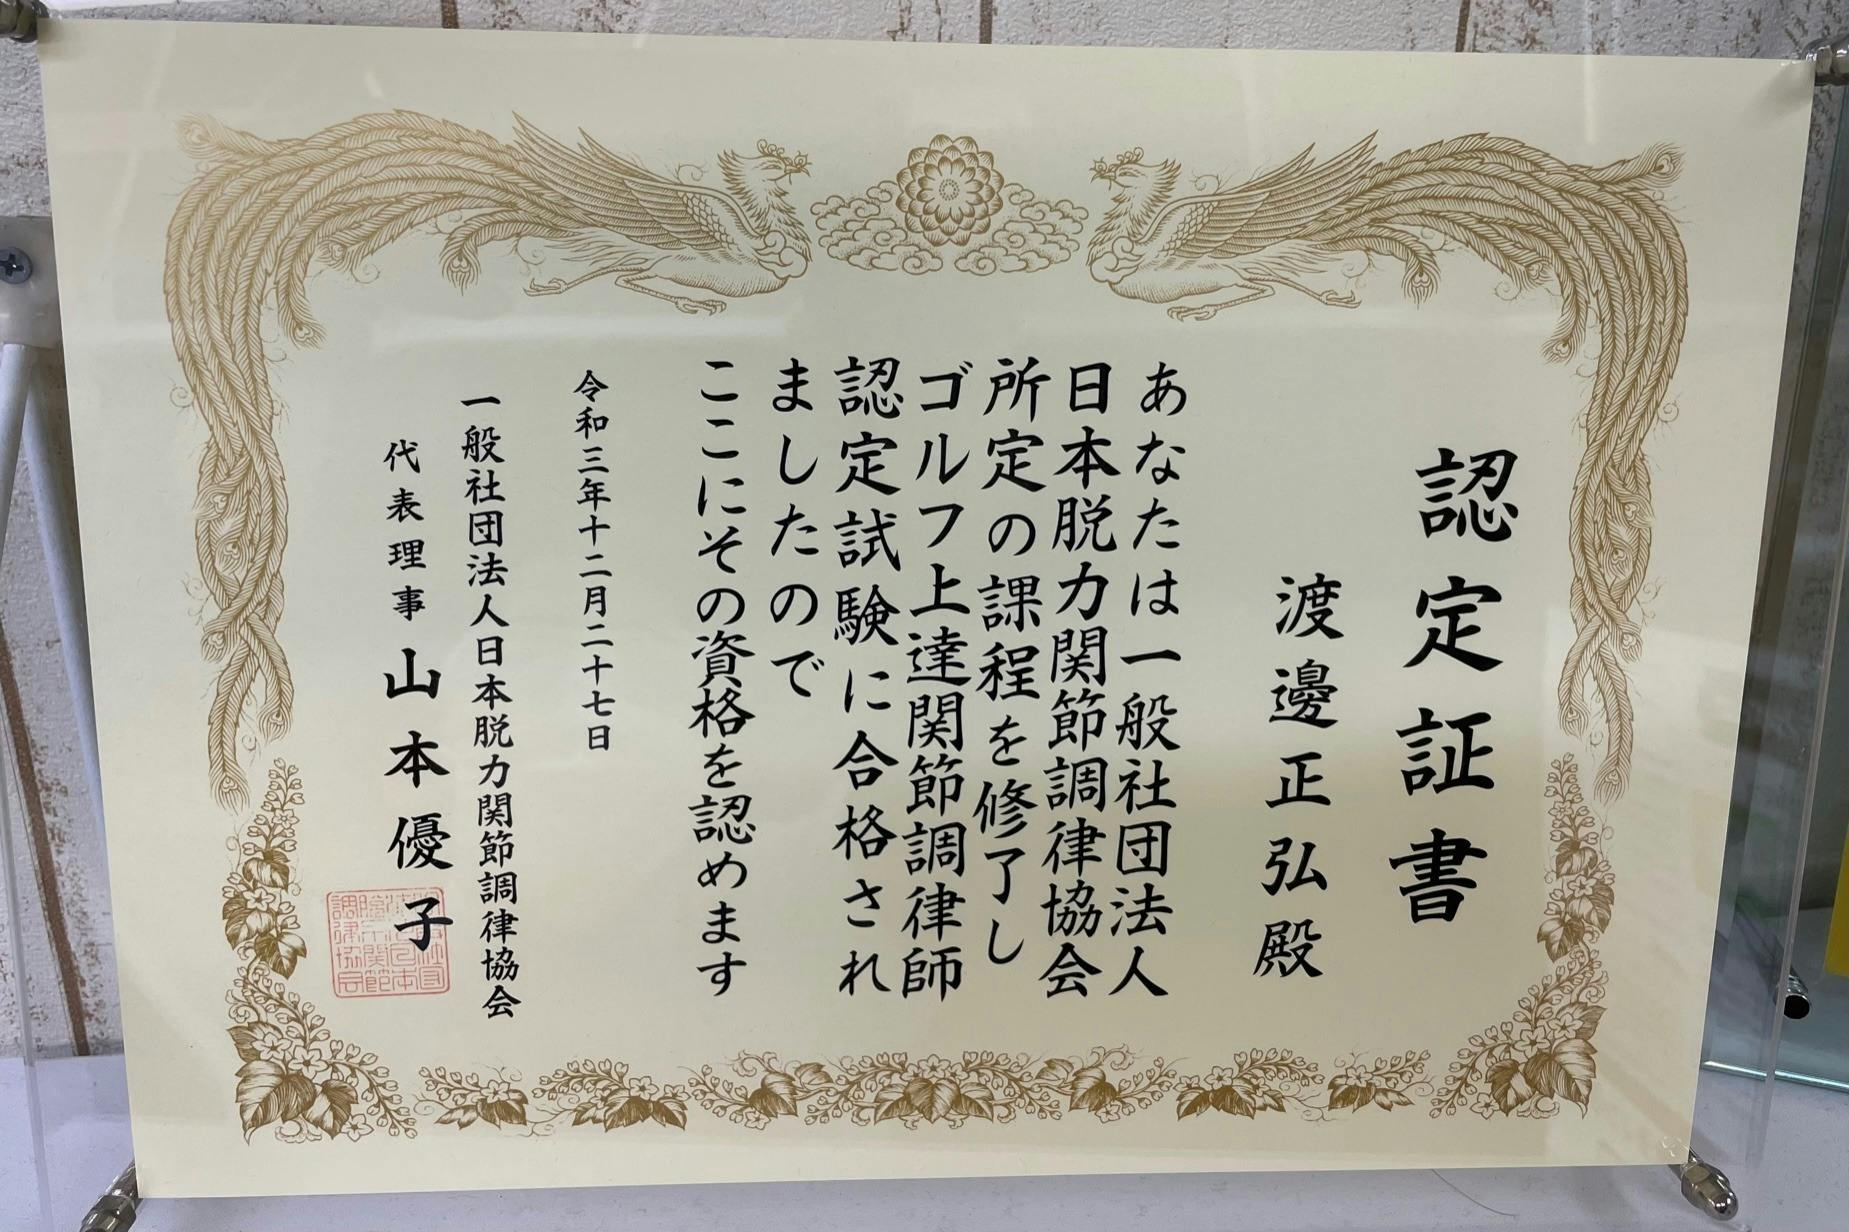 認定証書
渡邊正弘殿
あなたは一般社団法人
日本脱力関節調律協会
所定の課程を修了し
ゴルフ上達関節調律師
認定試験に合格され
ましたので
ここにその資格を認めます
令和三年十二月二十七日
一般社団法人日本脱力関節調律協会
代表理事 山本優子